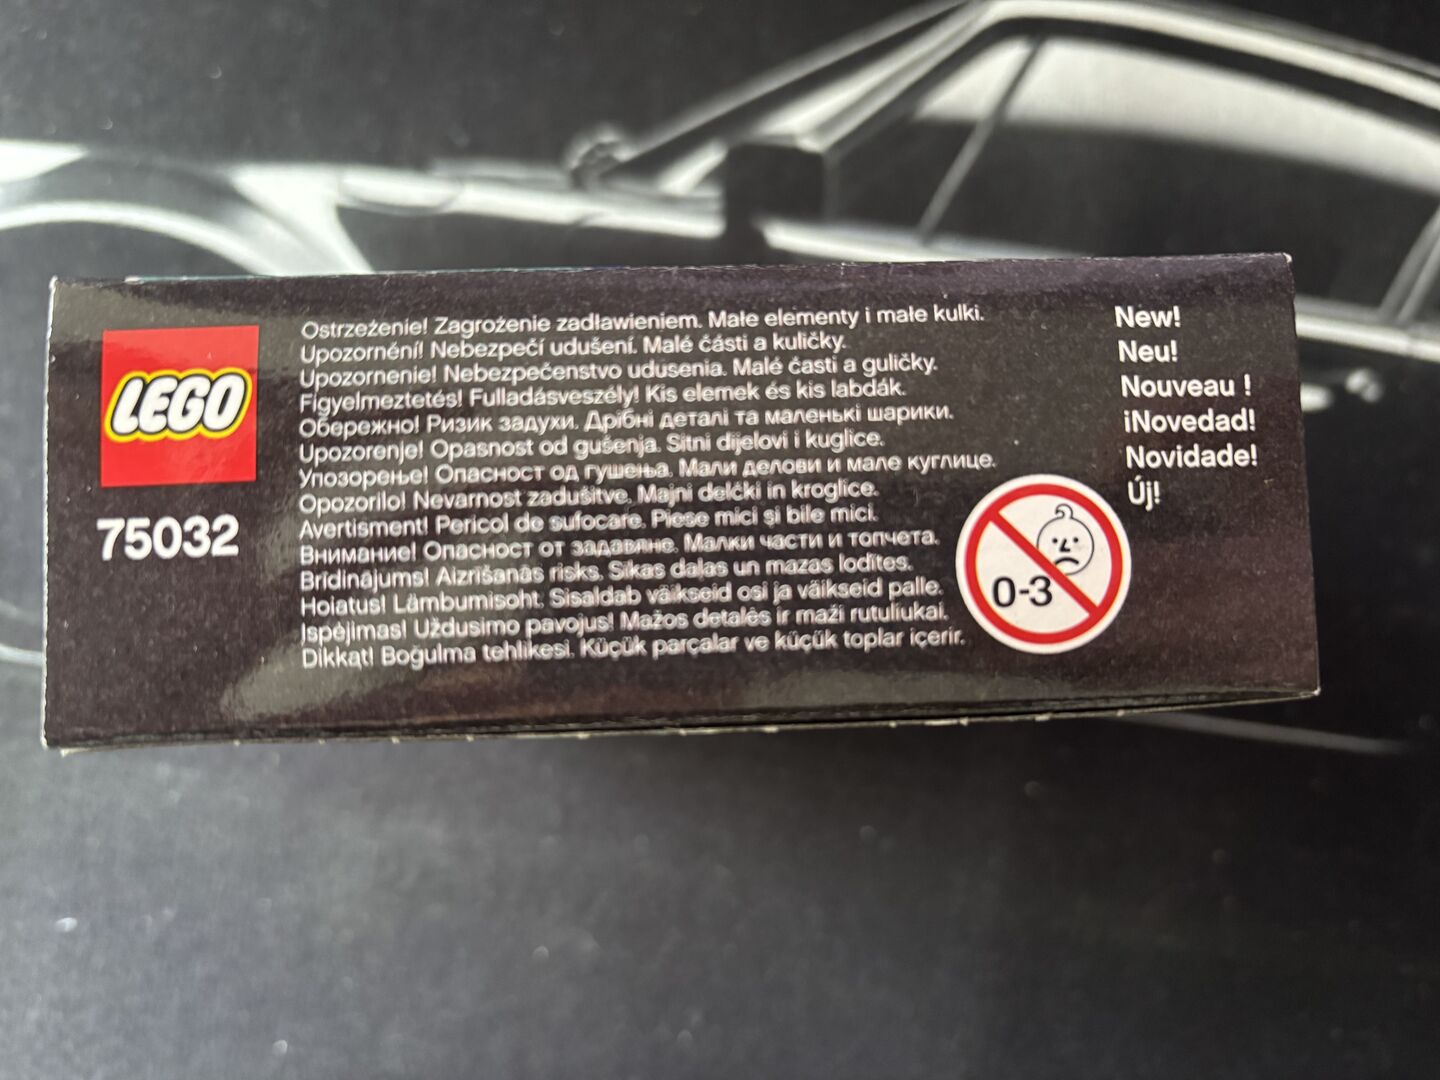 LEGO
75032
Ostrzeżenie! Zagrożenie zadławieniem. Małe elementy i małe kulki.
Upozornění! Nebezpečí udušení. Malé části a kuličky.
Upozornenie! Nebezpečenstvo udusenia. Malé časti a guličky.
Figyelmeztetés! Fulladásveszély! Kis elemek és kis labdák.
Обережно! Ризик задухи. Дрібні деталі та маленькі шарики.
Upozorenje! Opasnost od gušenja. Sitni dijelovi i kuglice.
Упозорење! Опасност од гушења. Мали делови и мале куглице.
Opozorilo! Nevarnost zadušitve. Majni delčki in kroglice.
Avertisment! Pericol de sufocare. Piese mici și bile mici.
Внимание! Опасност от задавяне. Малки части и топчета.
Brīdinājums! Aizrīšanās risks. Sīkas daļas un mazas lodītes.
Hoiatus! Lämbumisoht. Sisaldab väikseid osi ja väikseid palle.
Įspėjimas! Uždusimo pavojus! Mažos detalės ir maži rutuliukai.
Dikkat! Boğulma tehlikesi. Küçük parçalar ve küçük toplar içerir.
0-3
New!
Neu!
Nouveau !
¡Novedad!
Novidade!
Új!